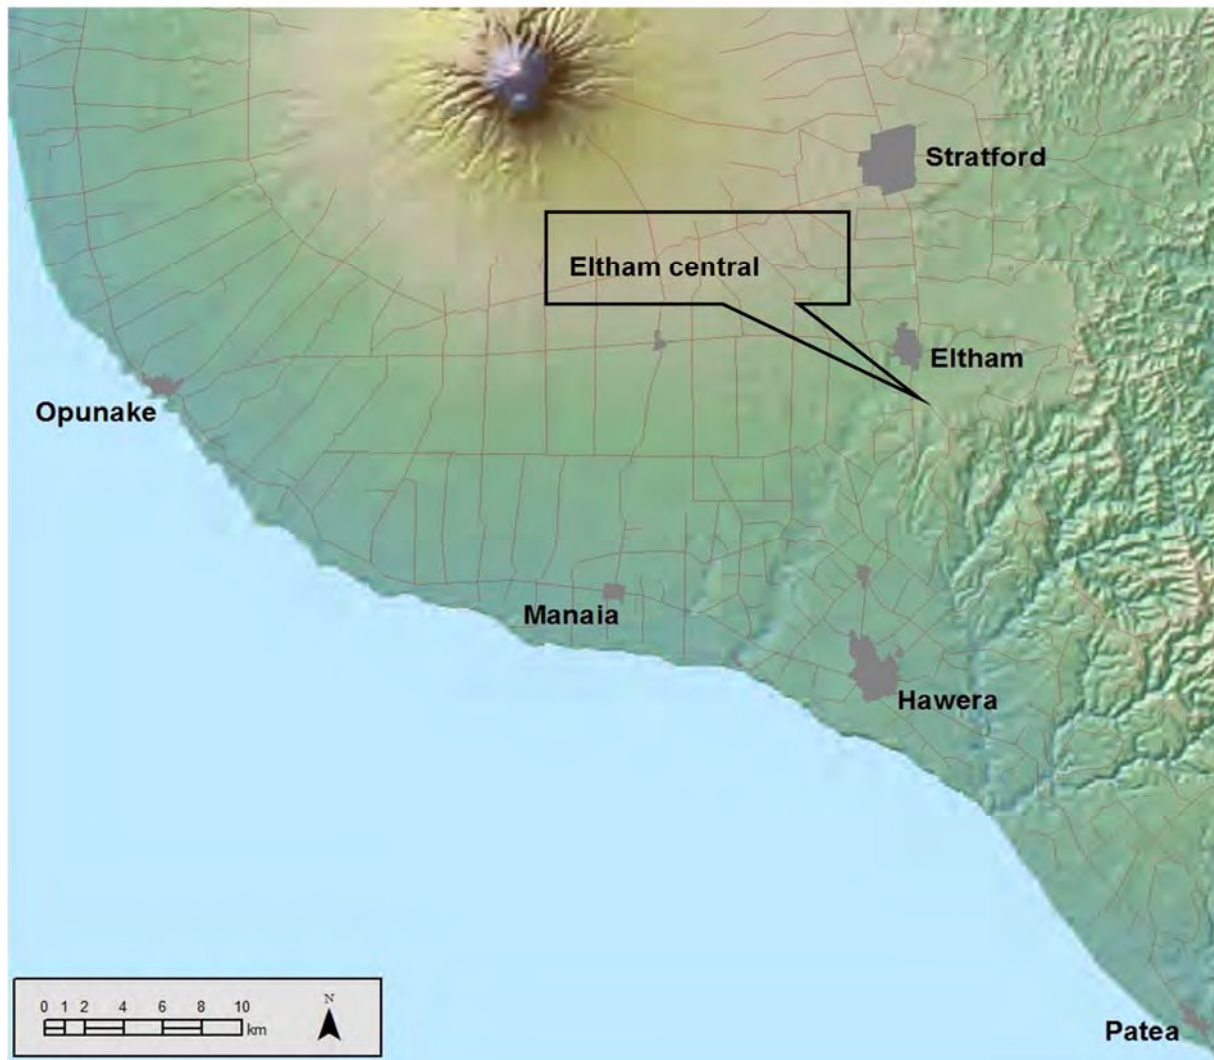 Stratford
Eltham central
Eltham
Opunake
Manaia
Hawera
0 1 2 4 6 8 10
km
N
Patea